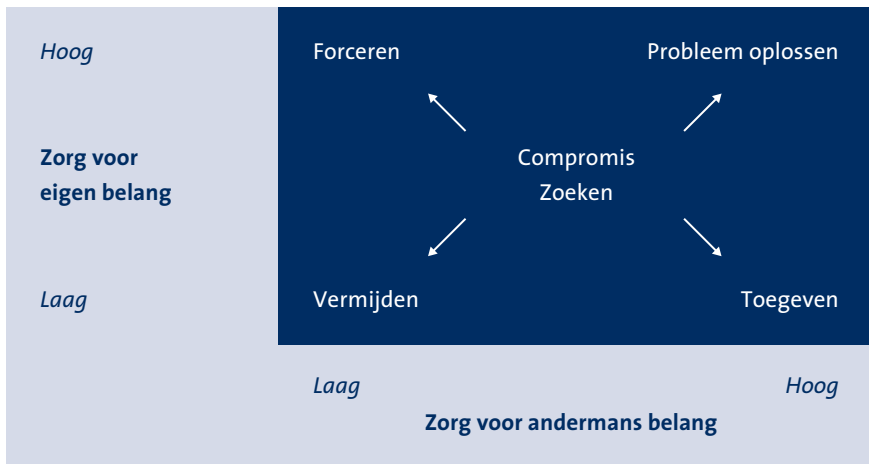 Hoog
Forceren
Probleem oplossen
Zorg voor
eigen belang
Compromis
Zoeken
Laag
Vermijden
Toegeven
Laag
Hoog
Zorg voor andermans belang